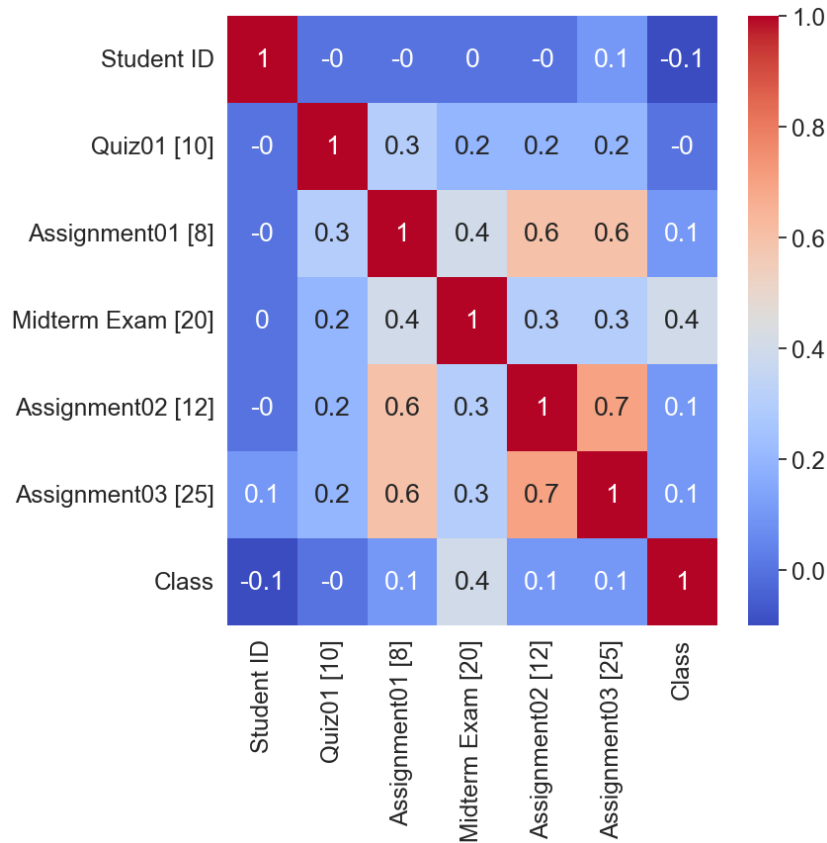 Student ID 1 -0 -0 0 -0 0.1 -0.1
Quiz01 [10] -0 1 0.3 0.2 0.2 0.2 -0
Assignment01 [8] -0 0.3 1 0.4 0.6 0.6 0.1
Midterm Exam [20] 0 0.2 0.4 1 0.3 0.3 0.4
Assignment02 [12] -0 0.2 0.6 0.3 1 0.7 0.1
Assignment03 [25] 0.1 0.2 0.6 0.3 0.7 1 0.1
Class -0.1 -0 0.1 0.4 0.1 0.1 1
Student ID
Quiz01 [10]
Assignment01 [8]
Midterm Exam [20]
Assignment02 [12]
Assignment03 [25]
Class
1.0
0.8
0.6
0.4
0.2
0.0